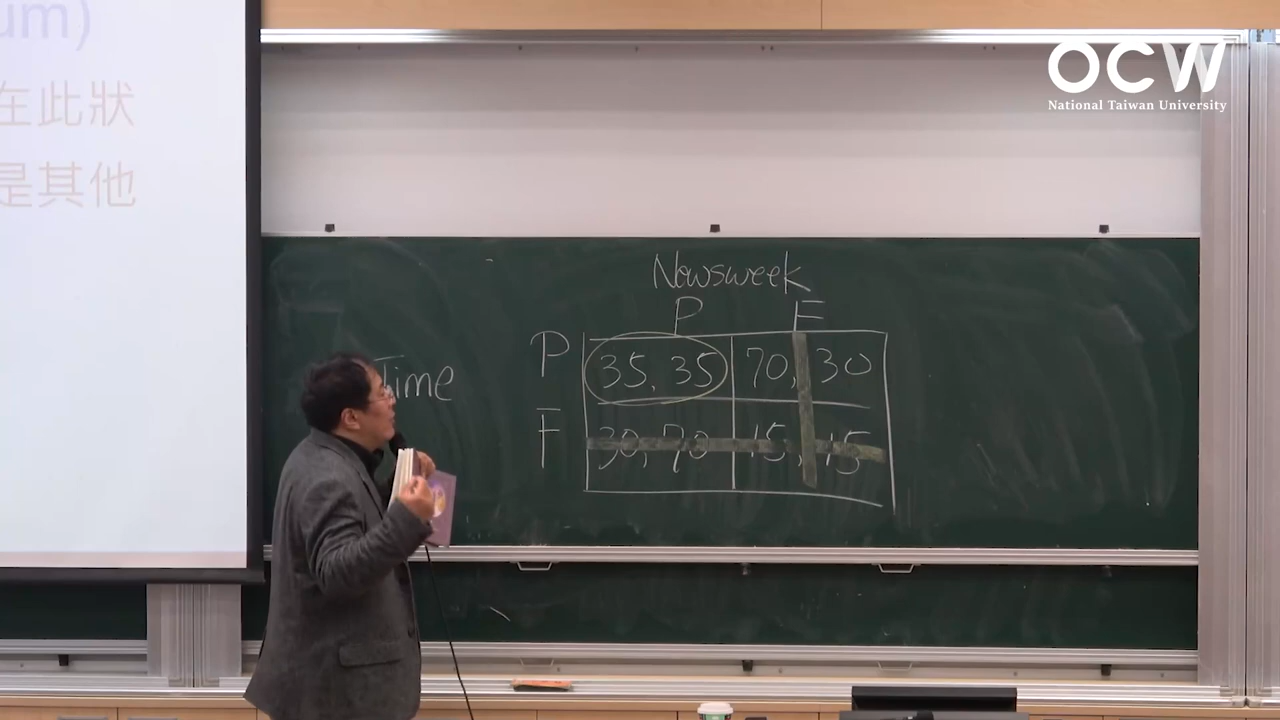 um)
在此狀
是其他
OCW
National Taiwan University
Newsweek
P F
Time
P 35, 35 70, 30
F 30, 70 15, 15